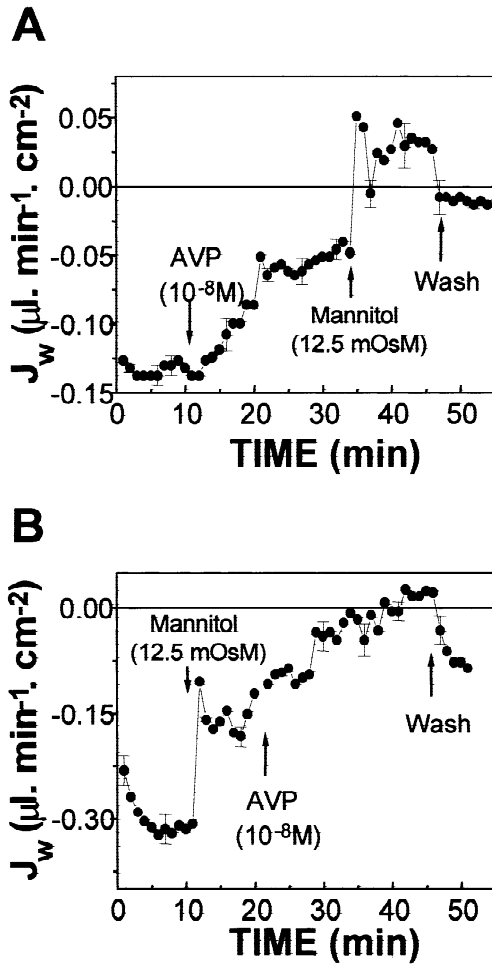 A
J_w (µl. min⁻¹. cm⁻²)
0.05
0.00
-0.05
-0.10
-0.15
AVP
(10⁻⁸M)
Mannitol
(12.5 mOsM)
Wash
0 10 20 30 40 50
TIME (min)
B
J_w (µl. min⁻¹. cm⁻²)
0.00
-0.15
-0.30
Mannitol
(12.5 mOsM)
AVP
(10⁻⁸M)
Wash
0 10 20 30 40 50
TIME (min)